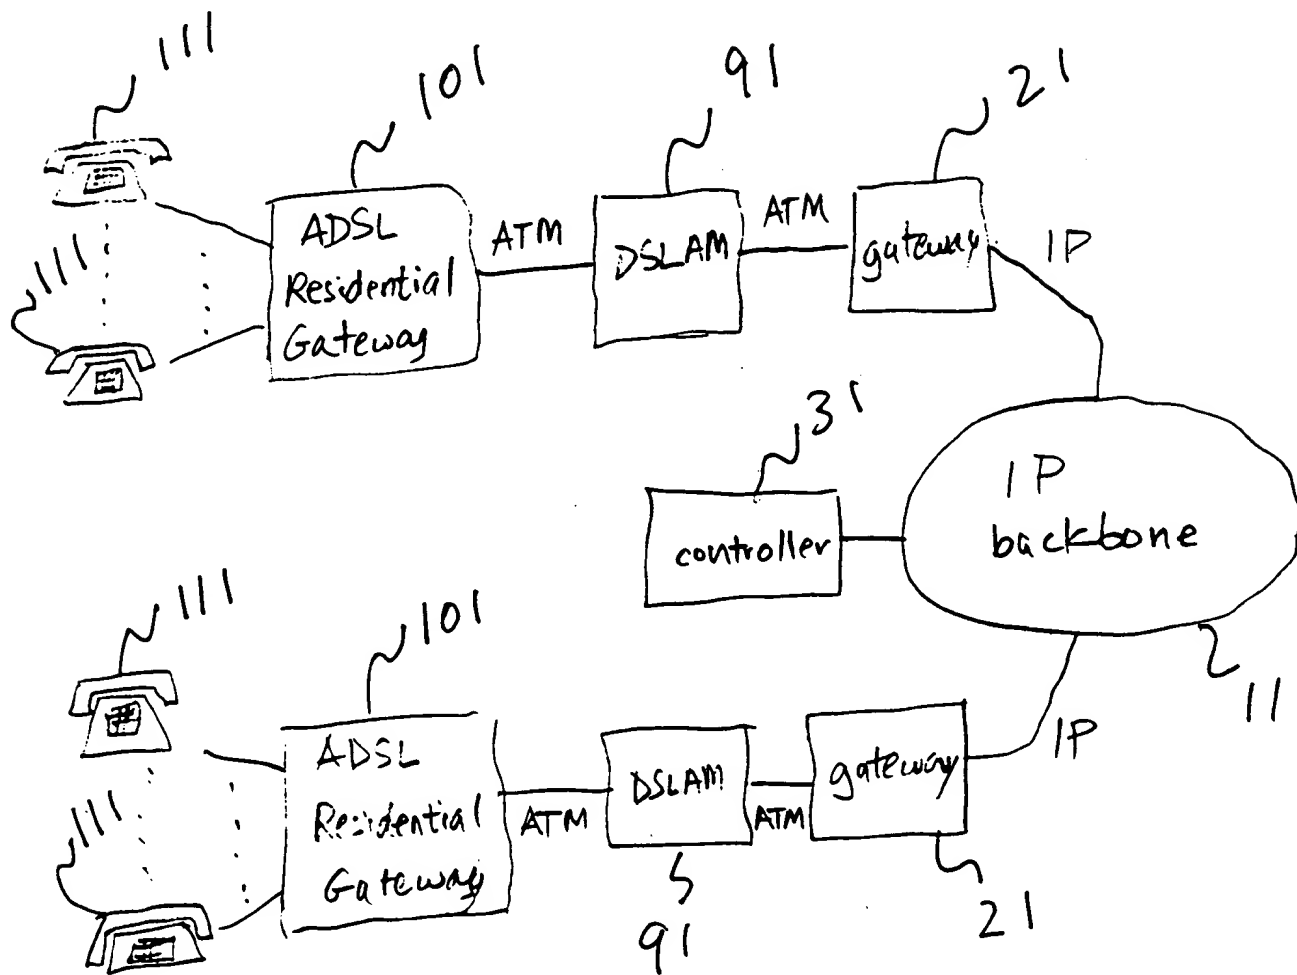 111
101
91
21
ADSL
Residential
Gateway
ATM
DSLAM
ATM
gateway
IP
111
31
controller
IP
backbone
11
111
101
ADSL
Residential
Gateway
ATM
DSLAM
ATM
gateway
IP
111
91
21